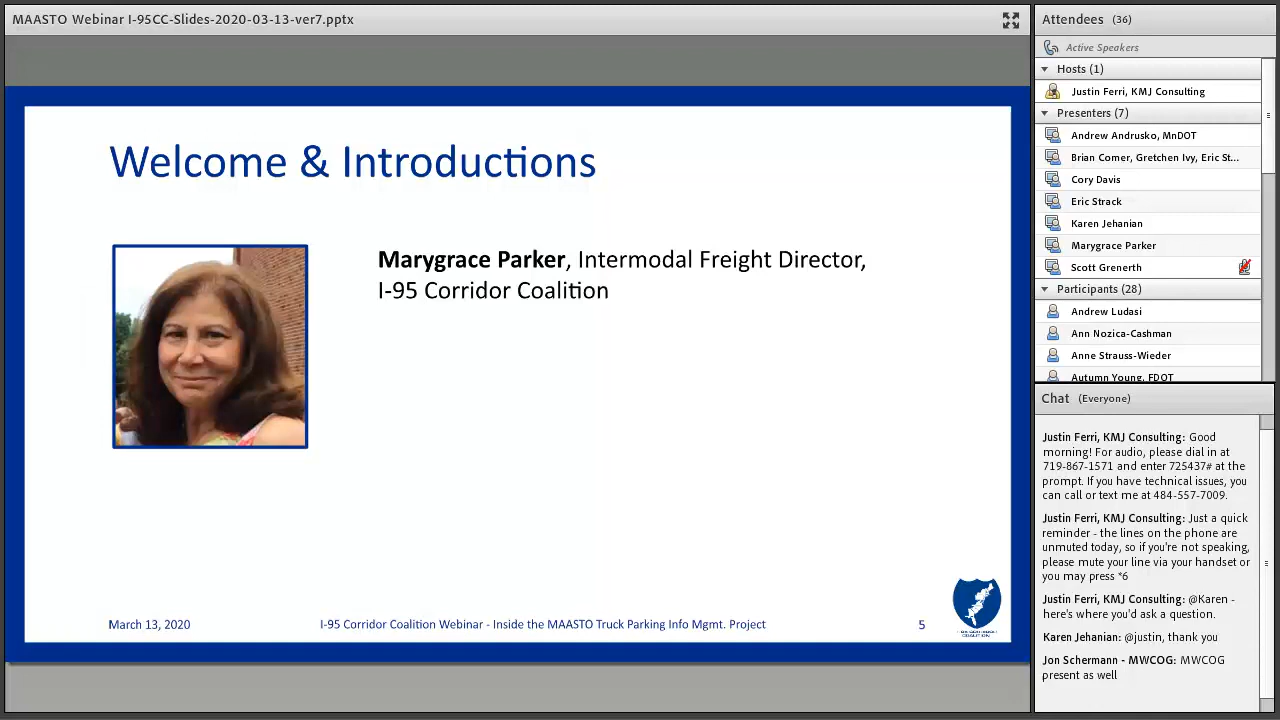 MAASTO Webinar I-95CC-Slides-2020-03-13-ver7.pptx
Welcome & Introductions
Marygrace Parker, Intermodal Freight Director,
I-95 Corridor Coalition
March 13, 2020
I-95 Corridor Coalition Webinar - Inside the MAASTO Truck Parking Info Mgmt. Project
5
Attendees (36)
Active Speakers
Hosts (1)
Justin Ferri, KMJ Consulting
Presenters (7)
Andrew Andrusko, MnDOT
Brian Comer, Gretchen Ivy, Eric St...
Cory Davis
Eric Strack
Karen Jehanian
Marygrace Parker
Scott Grenerth
Participants (28)
Andrew Ludasi
Ann Nozica-Cashman
Anne Strauss-Wieder
Autumn Young, FDOT
Chat (Everyone)
Justin Ferri, KMJ Consulting: Good
morning! For audio, please dial in at
719-867-1571 and enter 725437# at the
prompt. If you have technical issues, you
can call or text me at 484-557-7009.
Justin Ferri, KMJ Consulting: Just a quick
reminder - the lines on the phone are
unmuted today, so if you're not speaking,
please mute your line via your handset or
you may press *6
Justin Ferri, KMJ Consulting: @Karen -
here's where you'd ask a question.
Karen Jehanian: @justin, thank you
Jon Schermann - MWCOG: MWCOG
present as well